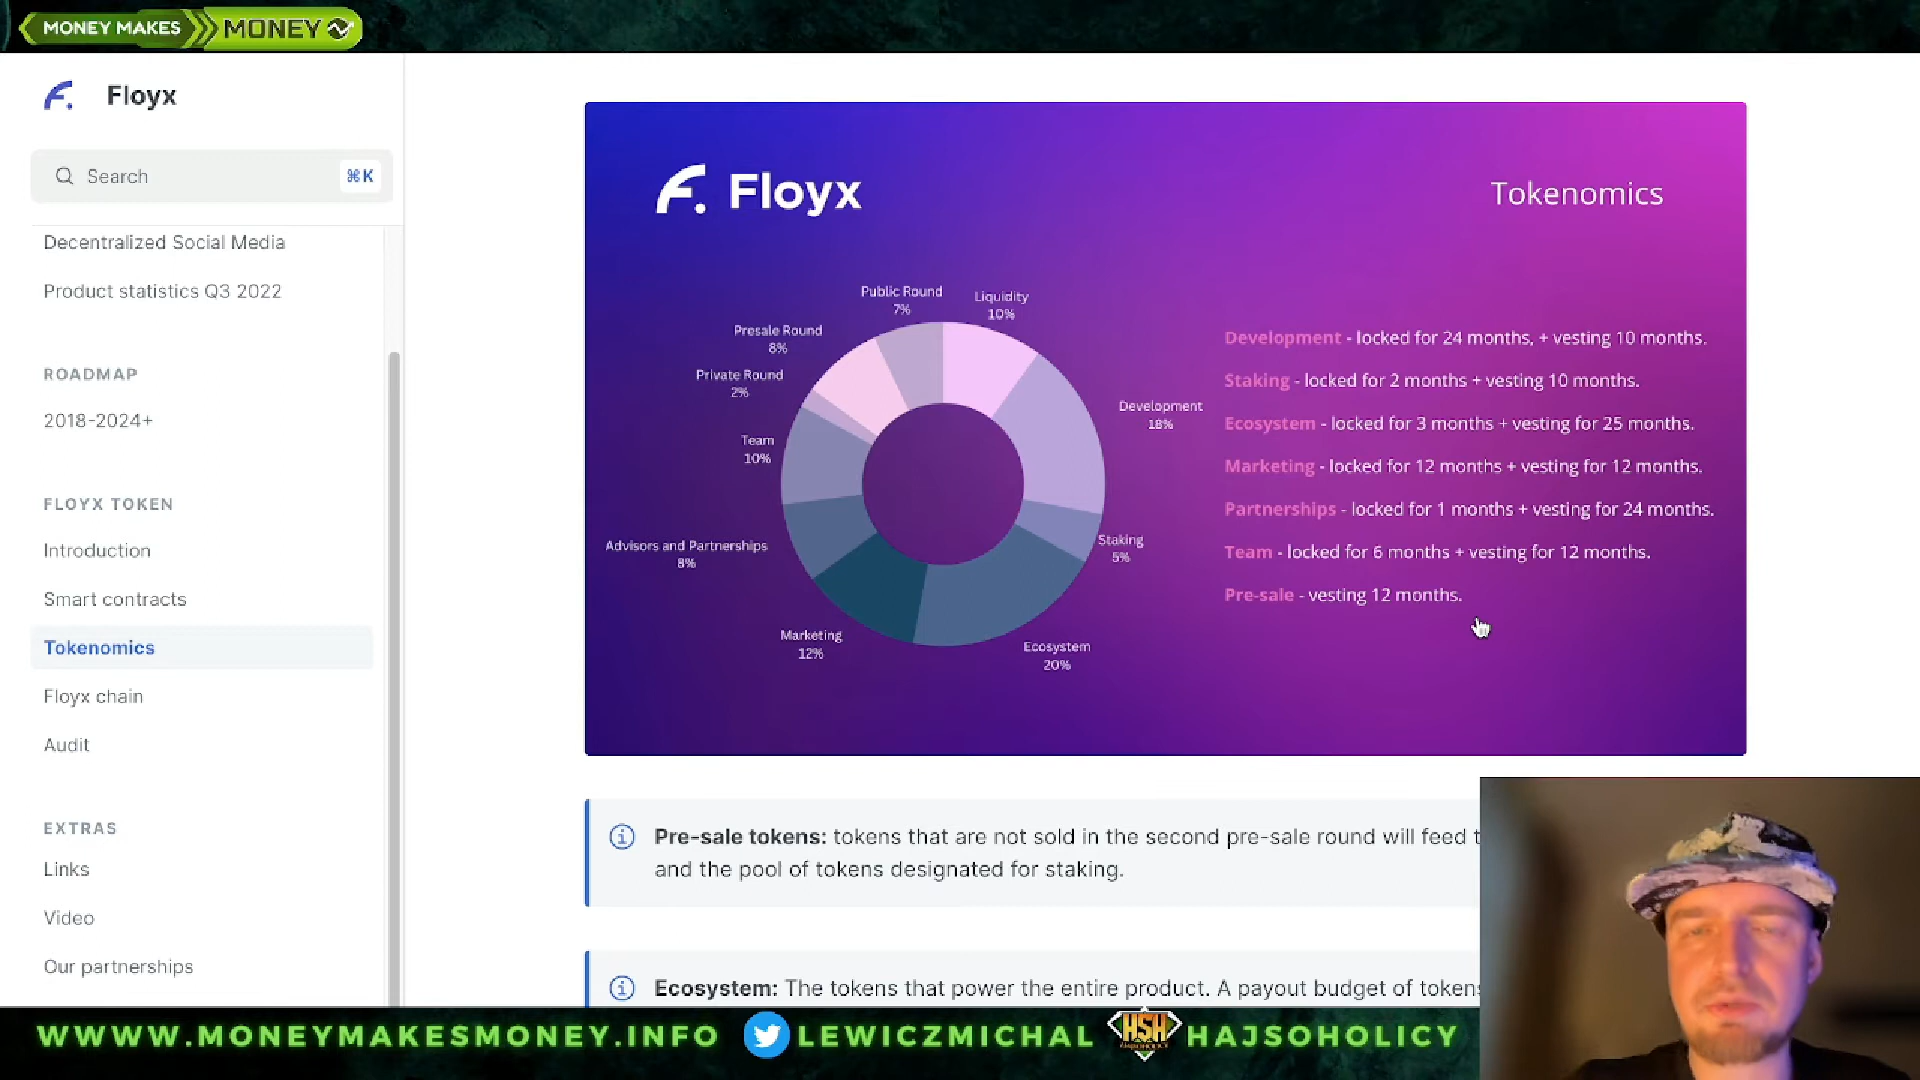 MONEY MAKES MONEY
Floyx
Search
⌘K
Decentralized Social Media
Product statistics Q3 2022
ROADMAP
2018-2024+
FLOYX TOKEN
Introduction
Smart contracts
Tokenomics
Floyx chain
Audit
EXTRAS
Links
Video
Our partnerships
F. Floyx
Tokenomics
Public Round
7%
Liquidity
10%
Presale Round
8%
Private Round
2%
Development
18%
Team
10%
Staking
5%
Advisors and Partnerships
8%
Marketing
12%
Ecosystem
20%
Development - locked for 24 months, + vesting 10 months.
Staking - locked for 2 months + vesting 10 months.
Ecosystem - locked for 3 months + vesting for 25 months.
Marketing - locked for 12 months + vesting for 12 months.
Partnerships - locked for 1 months + vesting for 24 months.
Team - locked for 6 months + vesting for 12 months.
Pre-sale - vesting 12 months.
Pre-sale tokens: tokens that are not sold in the second pre-sale round will feed
and the pool of tokens designated for staking.
Ecosystem: The tokens that power the entire product. A payout budget of tokens
WWWW.MONEYMAKESMONEY.INFO LEWICZMICHAL HSH HAJSOHOLICY